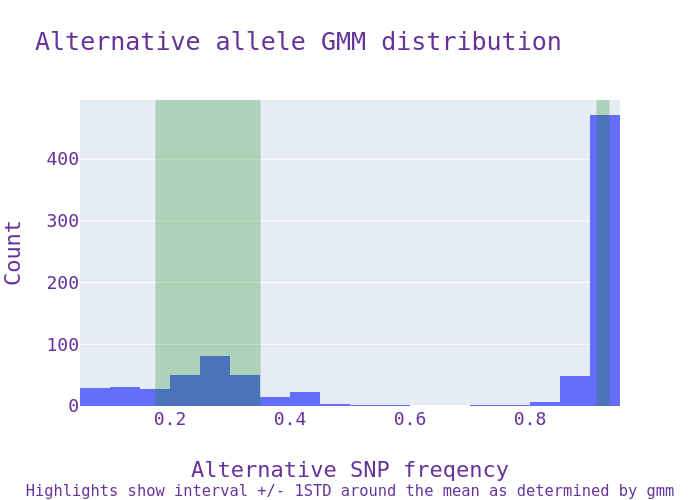 Alternative allele GMM distribution
Count
400
300
200
100
0
0.2 0.4 0.6 0.8
Alternative SNP freqency
Highlights show interval +/- 1STD around the mean as determined by gmm